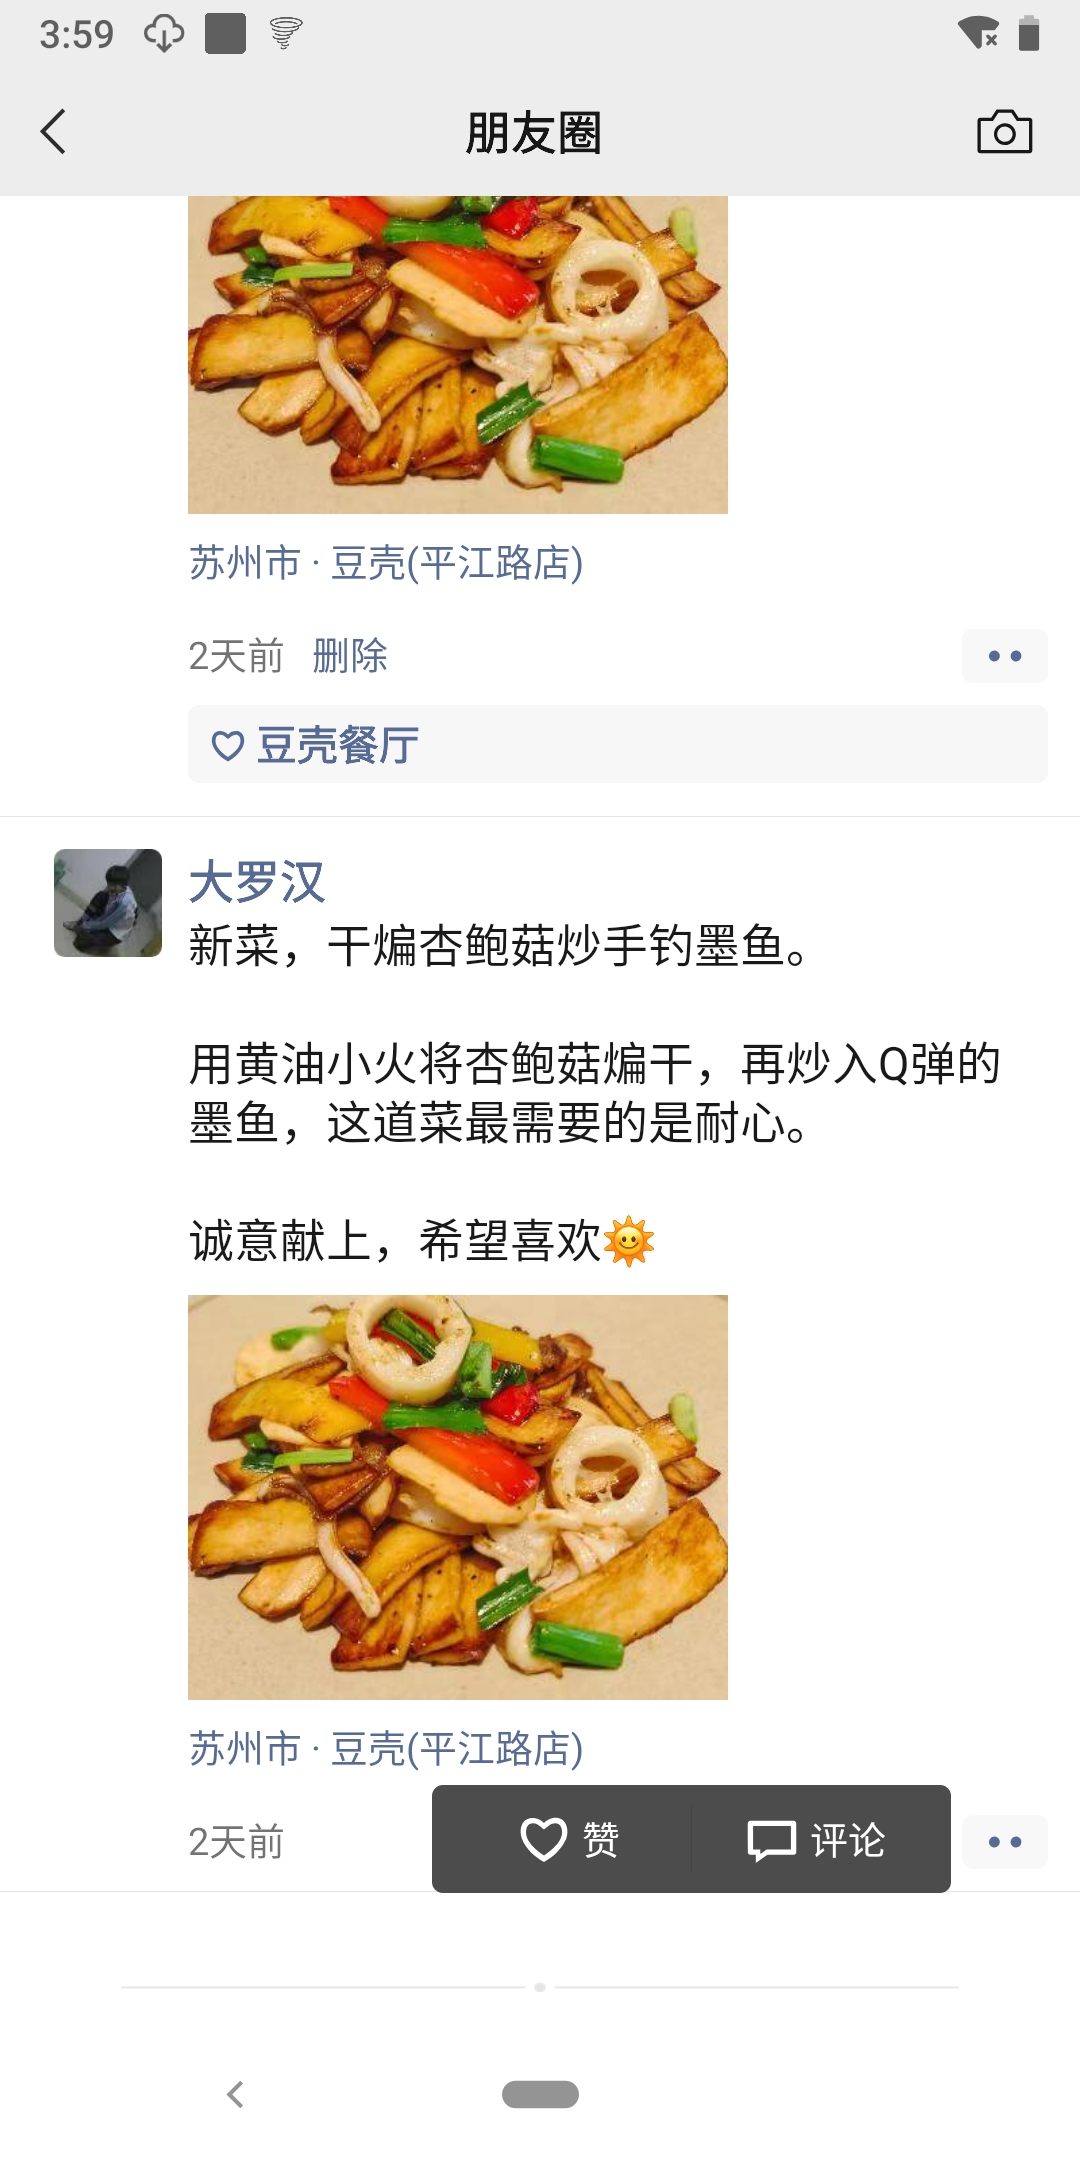 3:59
朋友圈
苏州市 · 豆壳(平江路店)
2天前 删除
豆壳餐厅
大罗汉
新菜，干煸杏鲍菇炒手钓墨鱼。
用黄油小火将杏鲍菇煸干，再炒入Q弹的
墨鱼，这道菜最需要的是耐心。
诚意献上，希望喜欢🌞
苏州市 · 豆壳(平江路店)
2天前 赞 评论